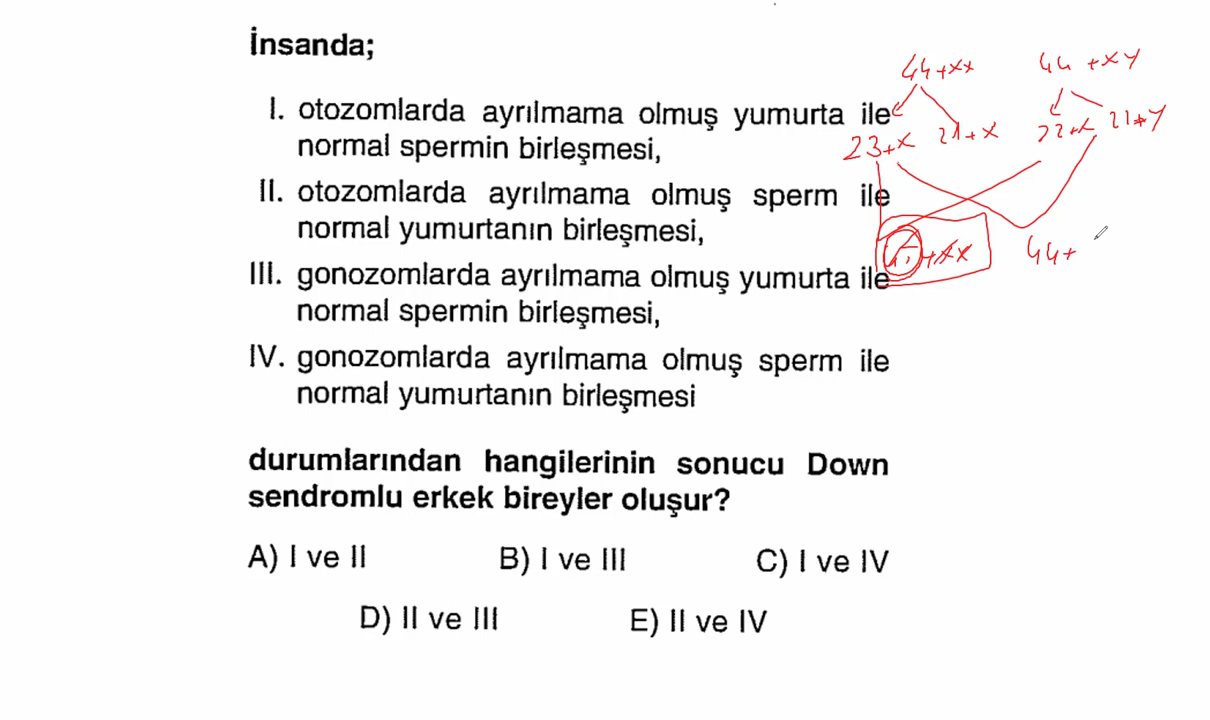 İnsanda;
I. otozomlarda ayrılmama olmuş yumurta ile
normal spermin birleşmesi,
II. otozomlarda ayrılmama olmuş sperm ile
normal yumurtanın birleşmesi,
III. gonozomlarda ayrılmama olmuş yumurta ile
normal spermin birleşmesi,
IV. gonozomlarda ayrılmama olmuş sperm ile
normal yumurtanın birleşmesi
durumlarından hangilerinin sonucu Down
sendromlu erkek bireyler oluşur?
A) I ve II B) I ve III C) I ve IV
D) II ve III E) II ve IV
44+XX 44+XY
23+X 21+X 22+X 21+Y
+XX 44+